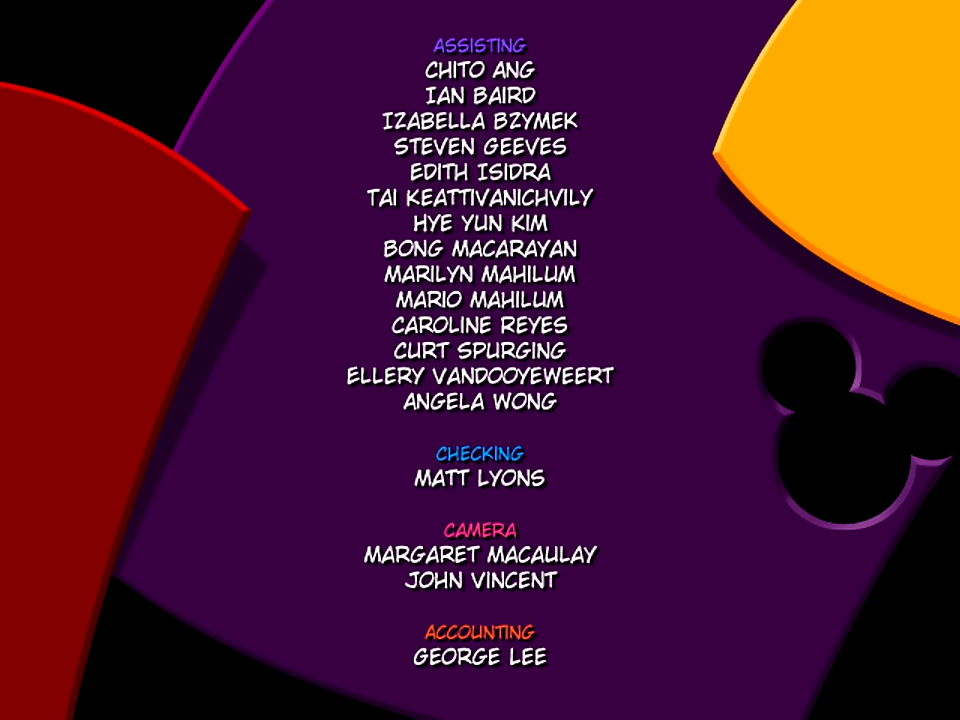 ASSISTING
CHITO ANG
IAN BAIRD
IZABELLA BZYMEK
STEVEN GEEVES
EDITH ISIDRA
TAI KEATTIVANICHVILY
HYE YUN KIM
BONG MACARAYAN
MARILYN MAHILUM
MARIO MAHILUM
CAROLINE REYES
CURT SPURGING
ELLERY VANDOOYEWEERT
ANGELA WONG
CHECKING
MATT LYONS
CAMERA
MARGARET MACAULAY
JOHN VINCENT
ACCOUNTING
GEORGE LEE